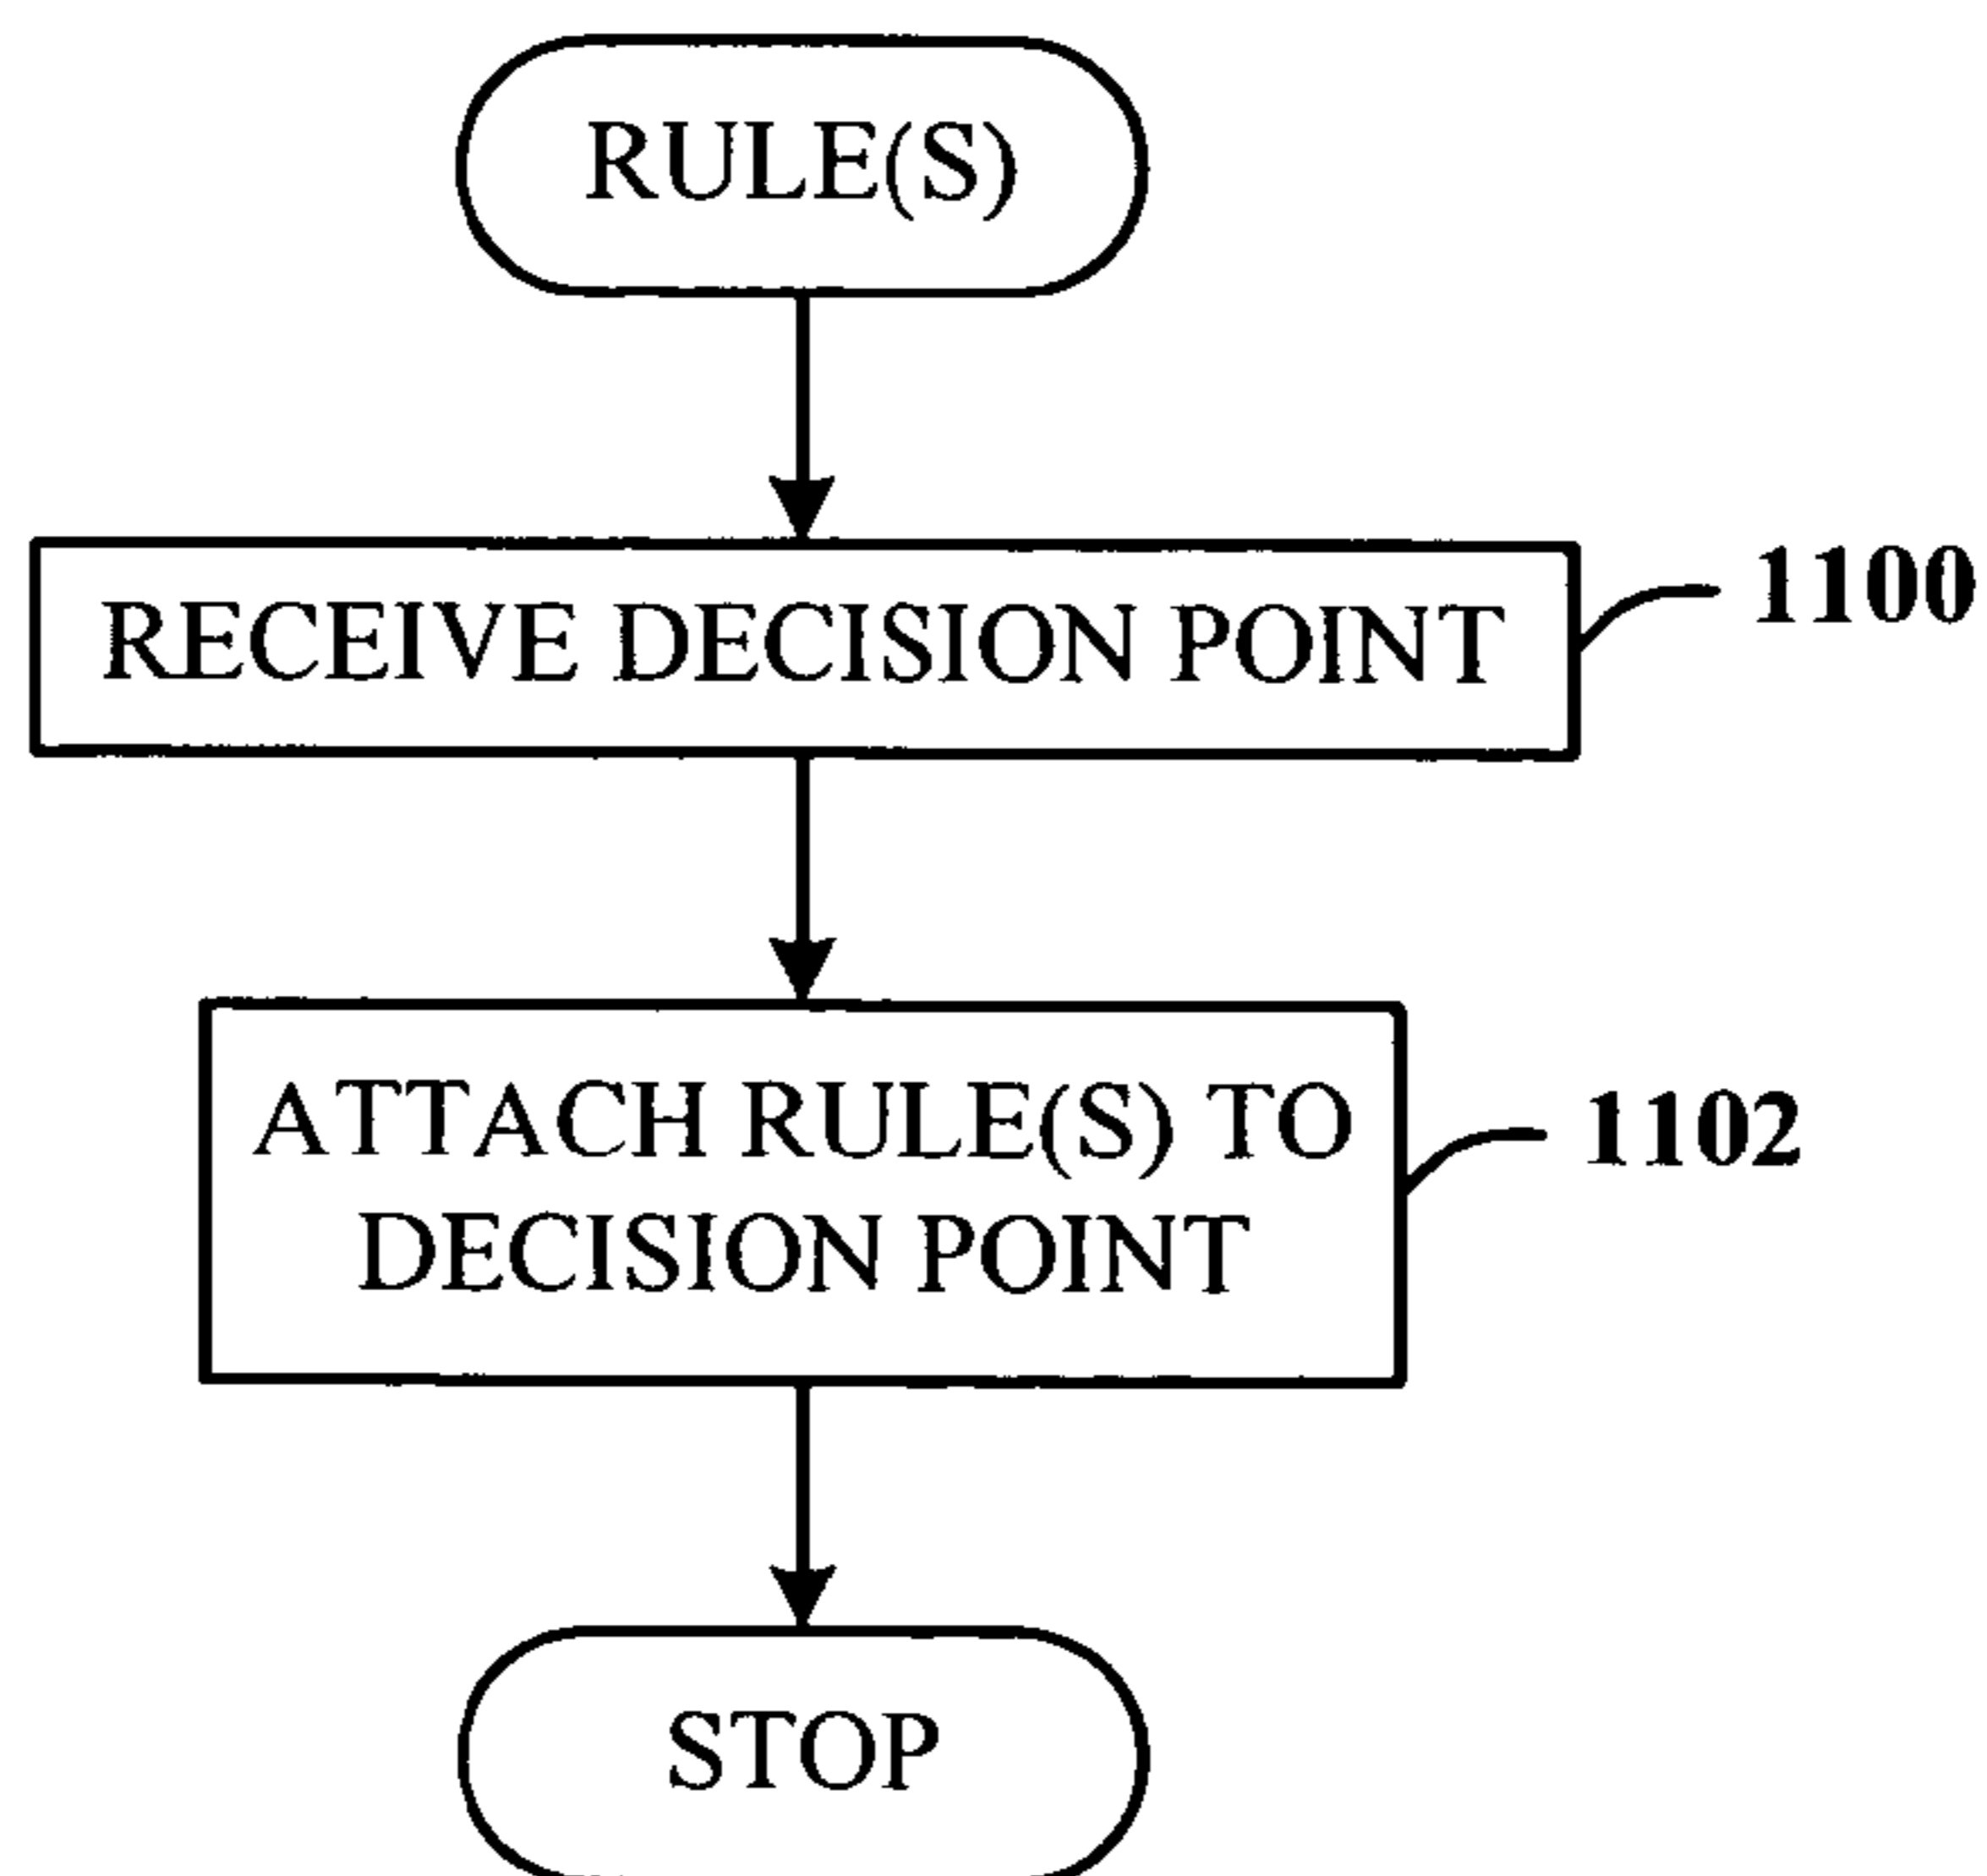 RULE(S)
RECEIVE DECISION POINT
1100
ATTACH RULE(S) TO
DECISION POINT
1102
STOP